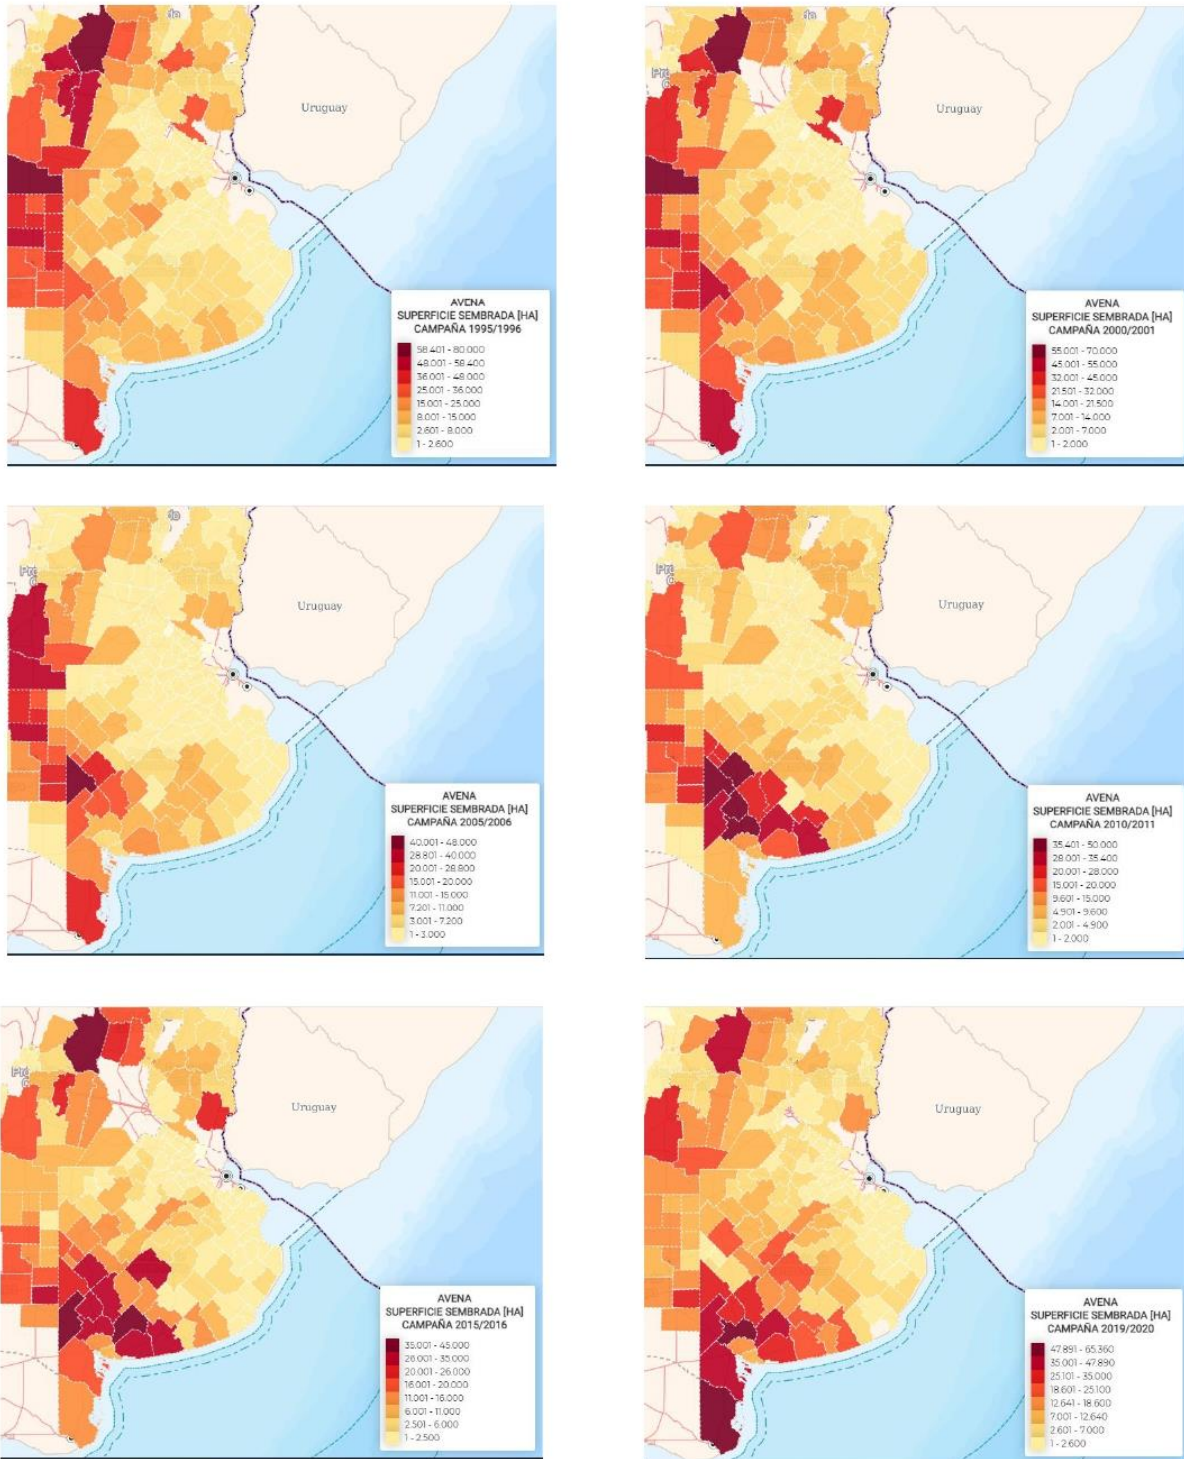 Uruguay
AVENA
SUPERFICIE SEMBRADA [HA]
CAMPAÑA 1995/1996
58.401 - 80.000
48.001 - 58.400
36.001 - 48.000
25.001 - 36.000
15.001 - 25.000
8.001 - 15.000
2.601 - 8.000
1 - 2.600
Uruguay
AVENA
SUPERFICIE SEMBRADA [HA]
CAMPAÑA 2000/2001
55.001 - 70.000
45.001 - 55.000
32.001 - 45.000
21.501 - 32.000
14.001 - 21.500
7.001 - 14.000
2.001 - 7.000
1 - 2.000
Uruguay
AVENA
SUPERFICIE SEMBRADA [HA]
CAMPAÑA 2005/2006
40.001 - 48.000
28.801 - 40.000
20.001 - 28.800
15.001 - 20.000
11.001 - 15.000
7.201 - 11.000
3.001 - 7.200
1 - 3.000
Uruguay
AVENA
SUPERFICIE SEMBRADA [HA]
CAMPAÑA 2010/2011
35.401 - 50.000
28.001 - 35.400
20.001 - 28.000
15.001 - 20.000
9.601 - 15.000
4.901 - 9.600
2.001 - 4.900
1 - 2.000
Uruguay
AVENA
SUPERFICIE SEMBRADA [HA]
CAMPAÑA 2015/2016
35.001 - 45.000
26.001 - 35.000
20.001 - 26.000
16.001 - 20.000
11.001 - 16.000
6.001 - 11.000
2.501 - 6.000
1 - 2.500
Uruguay
AVENA
SUPERFICIE SEMBRADA [HA]
CAMPAÑA 2019/2020
47.891 - 65.360
35.001 - 47.890
25.101 - 35.000
18.601 - 25.100
12.641 - 18.600
7.001 - 12.640
2.601 - 7.000
1 - 2.600